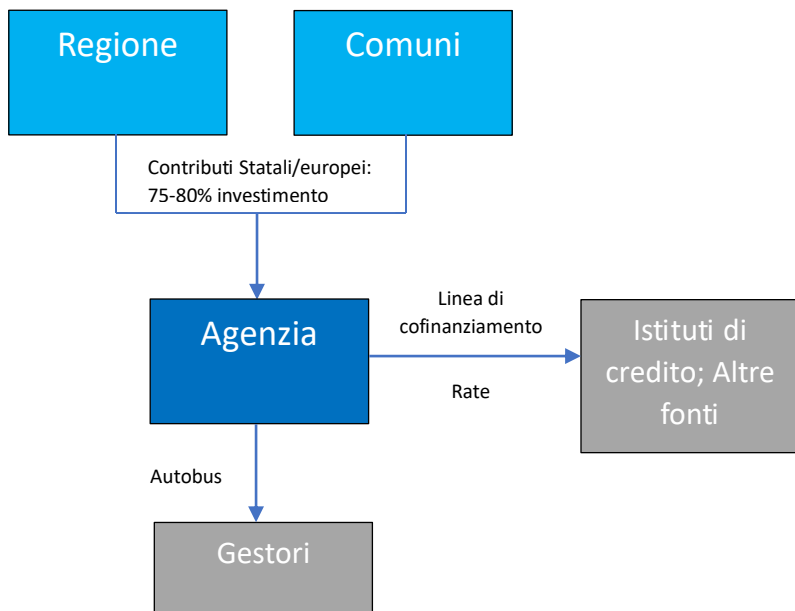 Regione
Comuni
Contributi Statali/europei:
75-80% investimento
Agenzia
Linea di
cofinanziamento
Rate
Istituti di
credito; Altre
fonti
Autobus
Gestori